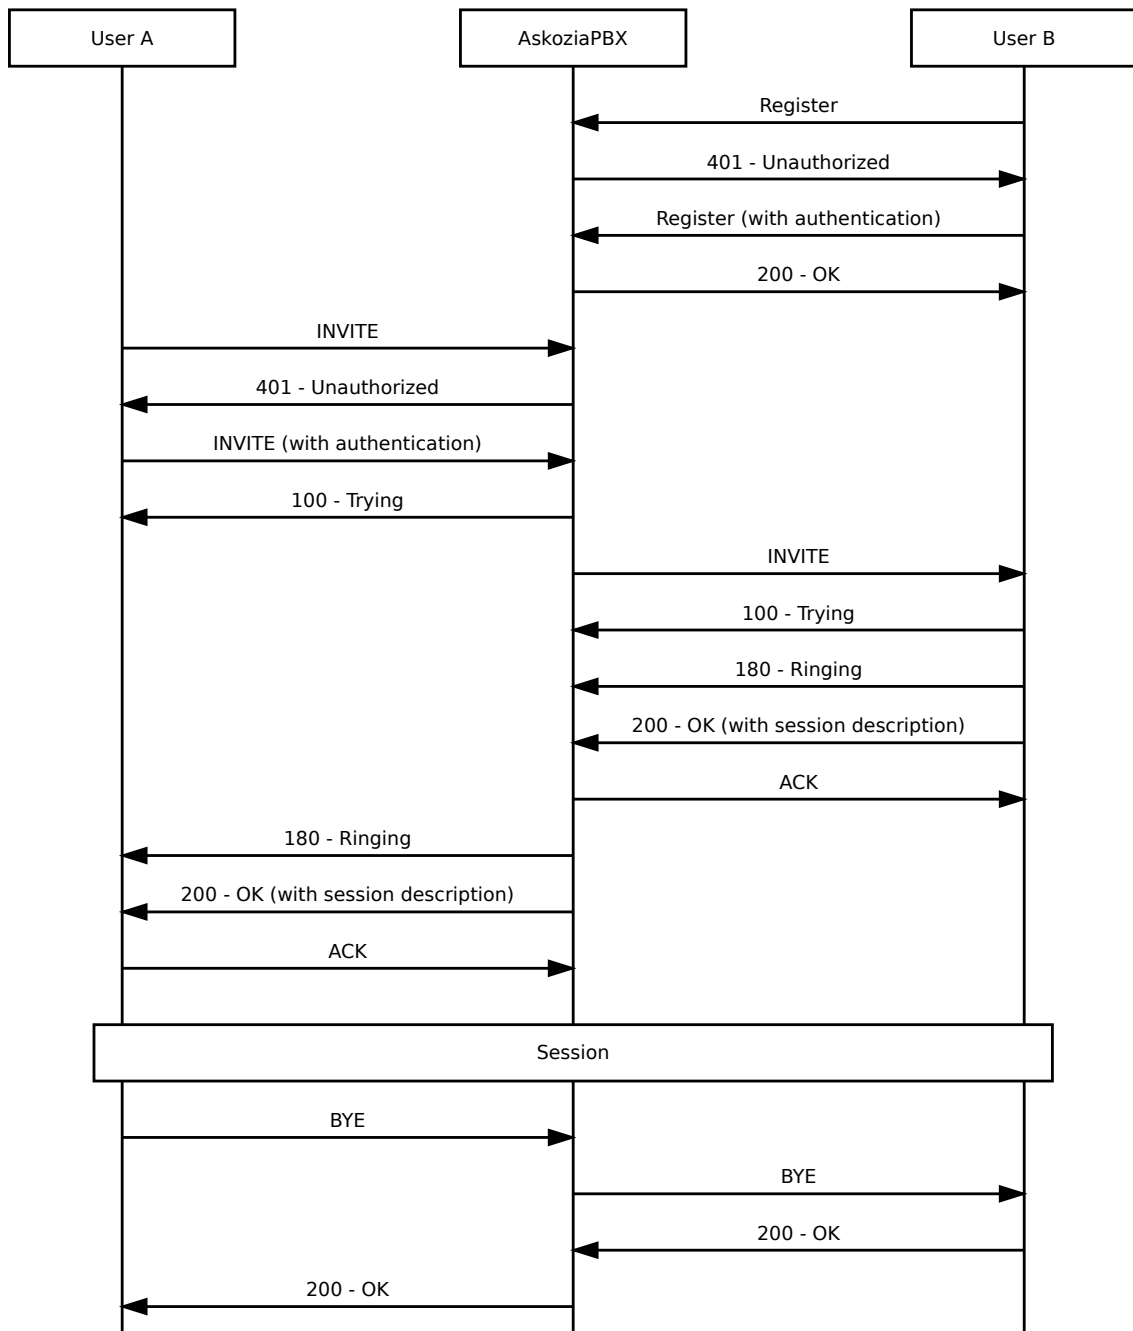 User A
AskoziaPBX
User B
Register
401 - Unauthorized
Register (with authentication)
200 - OK
INVITE
401 - Unauthorized
INVITE (with authentication)
100 - Trying
INVITE
100 - Trying
180 - Ringing
200 - OK (with session description)
ACK
180 - Ringing
200 - OK (with session description)
ACK
Session
BYE
BYE
200 - OK
200 - OK